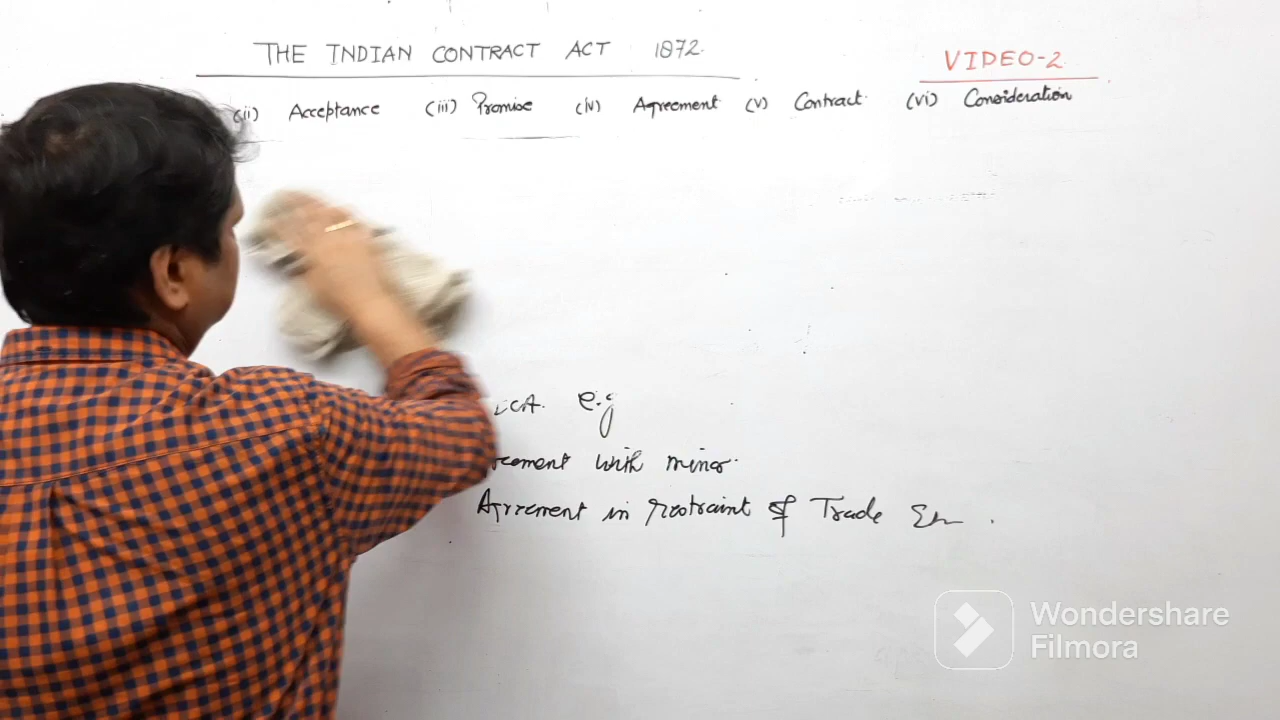 THE INDIAN CONTRACT ACT 1872.
VIDEO-2
(ii) Acceptance (iii) Promise (iv) Agreement (v) Contract (vi) Consideration
e.g
with minor.
Agreement in restraint of Trade
Wondershare
Filmora